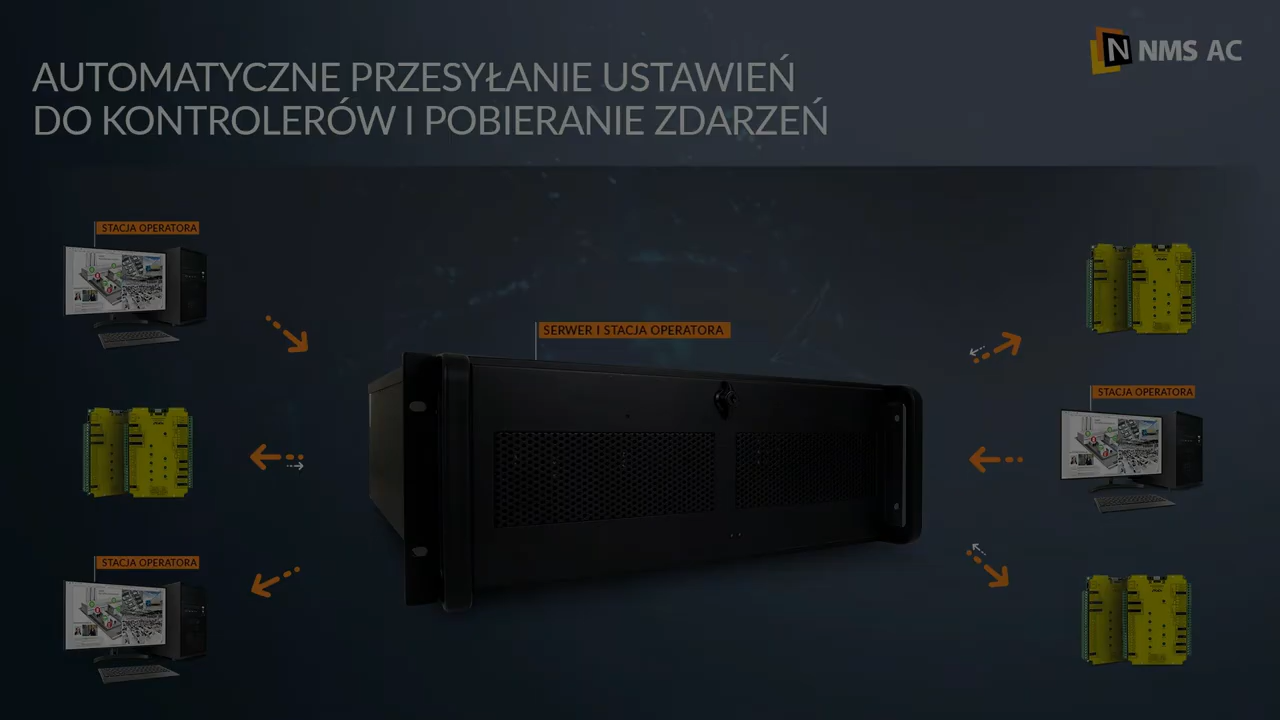 NMS AC
AUTOMATYCZNE PRZESYŁANIE USTAWIEŃ
DO KONTROLERÓW I POBIERANIE ZDARZEŃ
STACJA OPERATORA
SERWER I STACJA OPERATORA
STACJA OPERATORA
STACJA OPERATORA